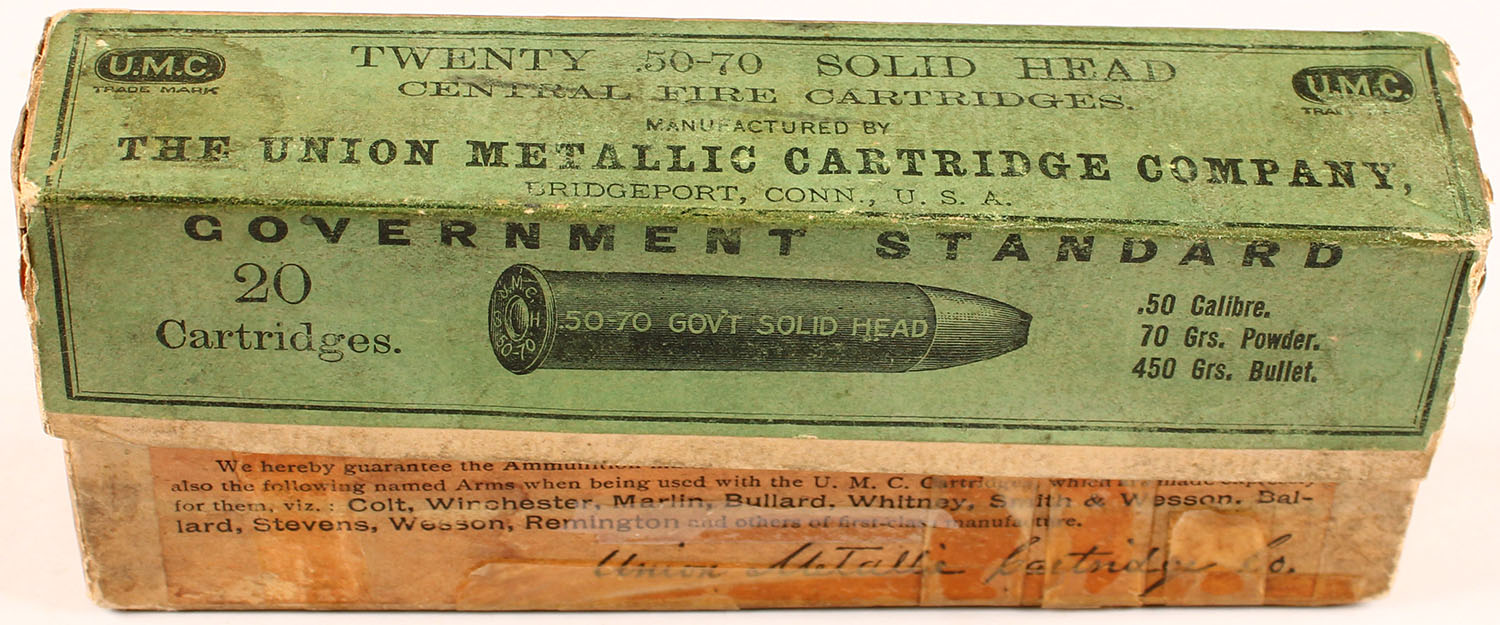 U.M.C.
TRADE MARK
TWENTY .50-70 SOLID HEAD
CENTRAL FIRE CARTRIDGES.
U.M.C.
MANUFACTURED BY
THE UNION METALLIC CARTRIDGE COMPANY,
BRIDGEPORT, CONN., U. S. A.
GOVERNMENT STANDARD
20
Cartridges.
U.M.C.
S H
50-70
.50-70 GOV'T SOLID HEAD
.50 Calibre.
70 Grs. Powder.
450 Grs. Bullet.
We hereby guarantee the Ammunition
also the following named Arms when being used with the U. M. C. Cartridges, which are made expressly
for them, viz. : Colt, Winchester, Marlin, Bullard, Whitney, Smith & Wesson, Bal-
lard, Stevens, Wesson, Remington and others of first-class manufacture.
Union Metallic Cartridge Co.